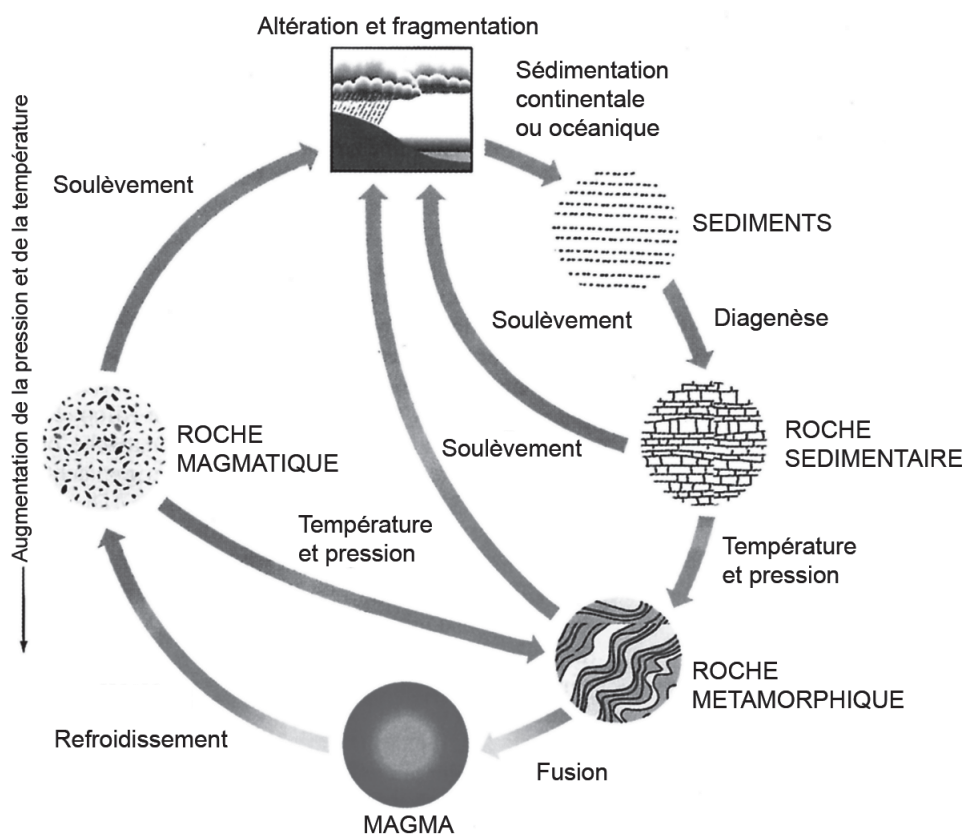 Altération et fragmentation
Sédimentation
continentale
ou océanique
Soulèvement
SEDIMENTS
Augmentation de la pression et de la température
Soulèvement
Diagenèse
ROCHE
MAGMATIQUE
Soulèvement
ROCHE
SEDIMENTAIRE
Température
et pression
Température
et pression
ROCHE
METAMORPHIQUE
Refroidissement
Fusion
MAGMA